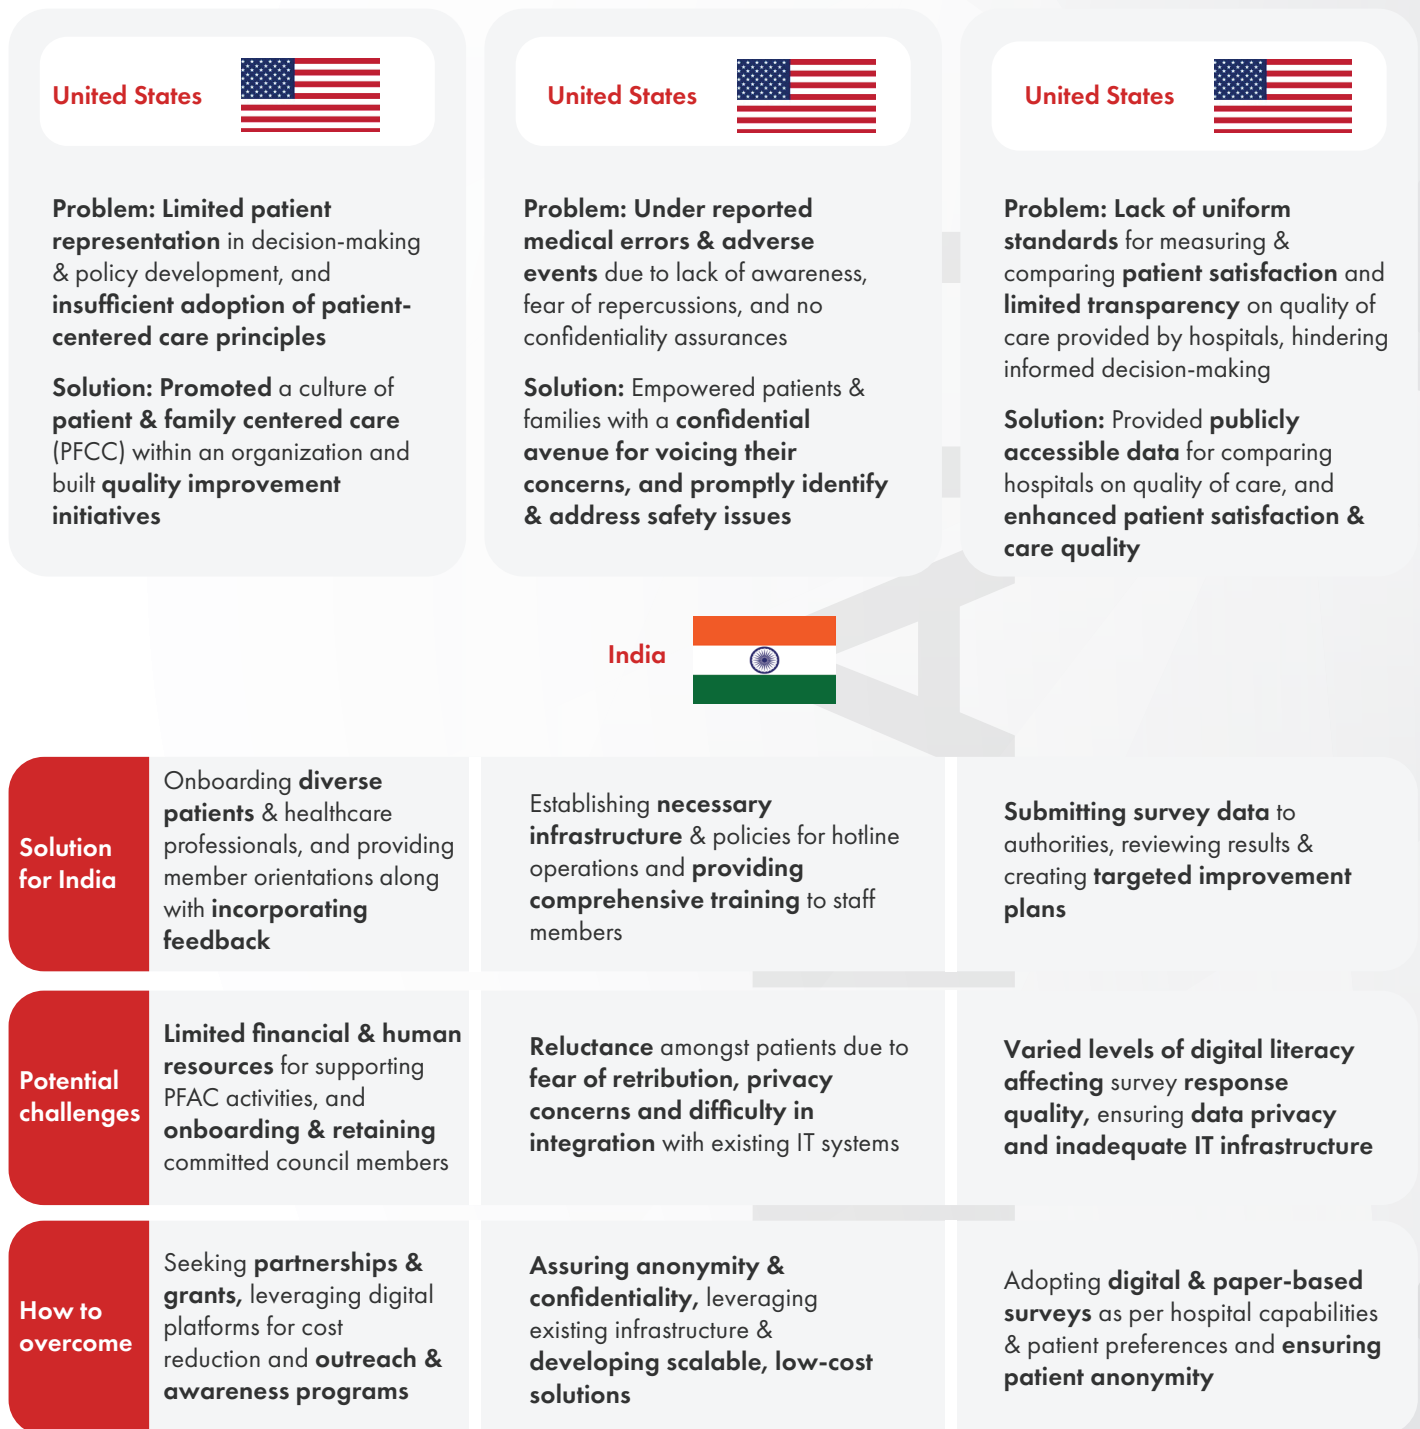 United States
Problem: Limited patient
representation in decision-making
& policy development, and
insufficient adoption of patient-
centered care principles
Solution: Promoted a culture of
patient & family centered care
(PFCC) within an organization and
built quality improvement
initiatives
United States
Problem: Under reported
medical errors & adverse
events due to lack of awareness,
fear of repercussions, and no
confidentiality assurances
Solution: Empowered patients &
families with a confidential
avenue for voicing their
concerns, and promptly identify
& address safety issues
United States
Problem: Lack of uniform
standards for measuring &
comparing patient satisfaction and
limited transparency on quality of
care provided by hospitals, hindering
informed decision-making
Solution: Provided publicly
accessible data for comparing
hospitals on quality of care, and
enhanced patient satisfaction &
care quality
India
Solution
for India
Onboarding diverse
patients & healthcare
professionals, and providing
member orientations along
with incorporating
feedback
Establishing necessary
infrastructure & policies for hotline
operations and providing
comprehensive training to staff
members
Submitting survey data to
authorities, reviewing results &
creating targeted improvement
plans
Potential
challenges
Limited financial & human
resources for supporting
PFAC activities, and
onboarding & retaining
committed council members
Reluctance amongst patients due to
fear of retribution, privacy
concerns and difficulty in
integration with existing IT systems
Varied levels of digital literacy
affecting survey response
quality, ensuring data privacy
and inadequate IT infrastructure
How to
overcome
Seeking partnerships &
grants, leveraging digital
platforms for cost
reduction and outreach &
awareness programs
Assuring anonymity &
confidentiality, leveraging
existing infrastructure &
developing scalable, low-cost
solutions
Adopting digital & paper-based
surveys as per hospital capabilities
& patient preferences and ensuring
patient anonymity